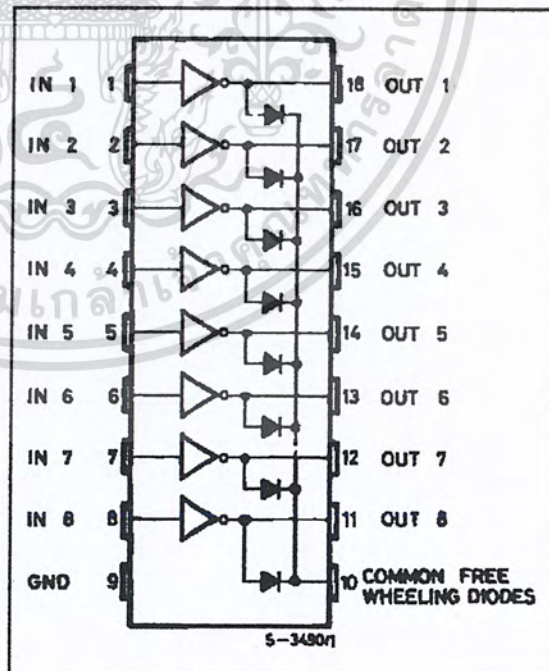 IN 1 1 18 OUT 1
IN 2 2 17 OUT 2
IN 3 3 16 OUT 3
IN 4 4 15 OUT 4
IN 5 5 14 OUT 5
IN 6 6 13 OUT 6
IN 7 7 12 OUT 7
IN 8 8 11 OUT 8
GND 9 10 COMMON FREE
WHEELING DIODES
S-3490/1